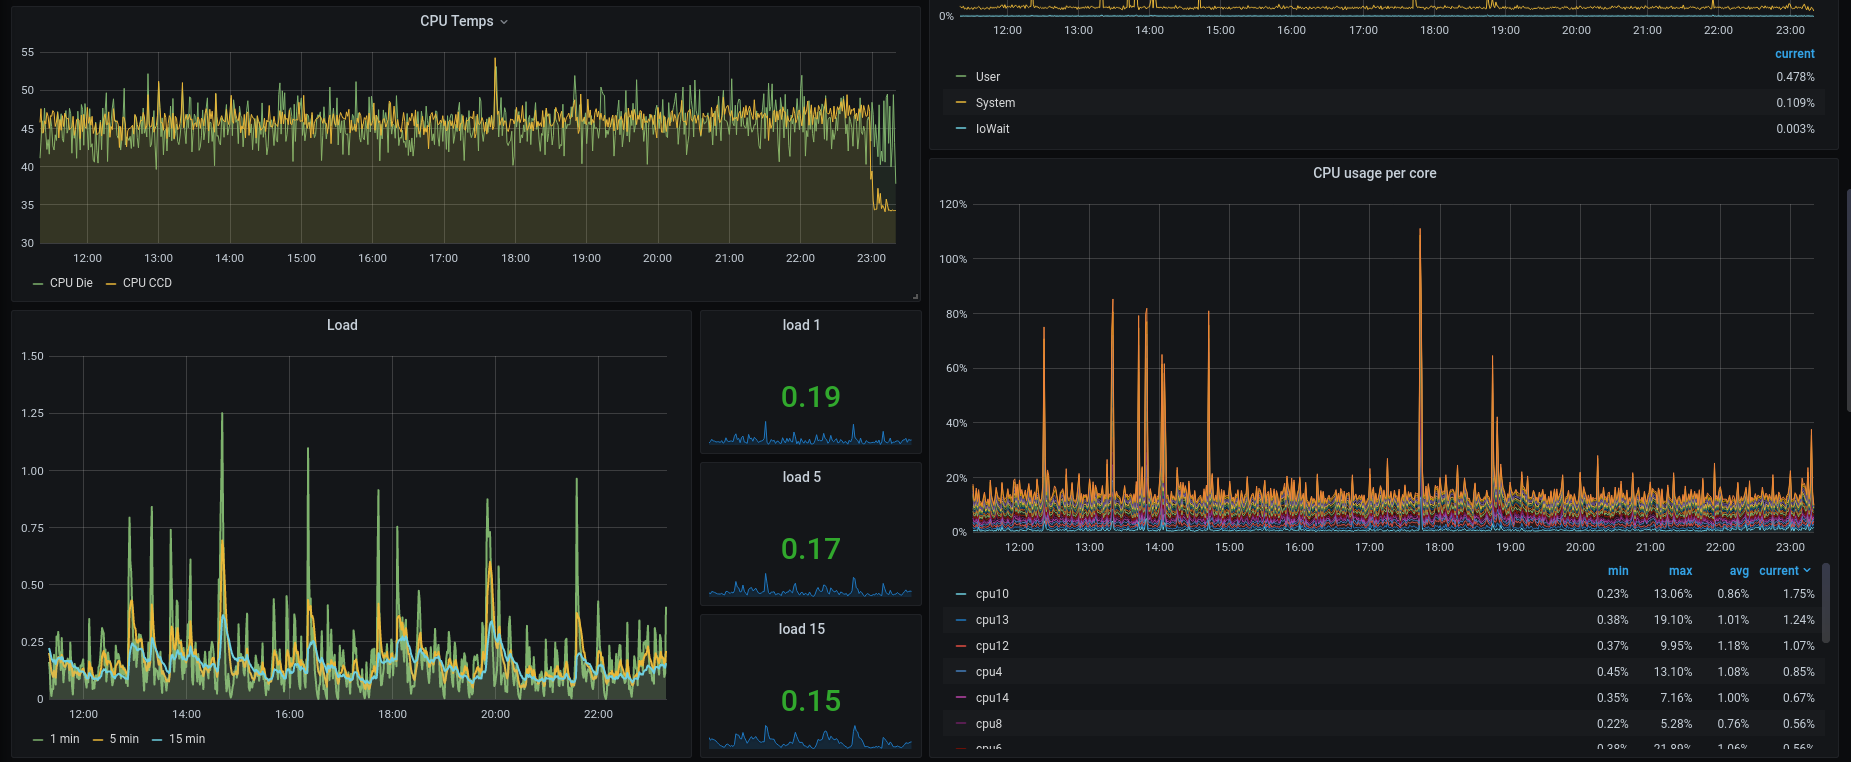 CPU Temps
55
50
45
40
35
30
12:00 13:00 14:00 15:00 16:00 17:00 18:00 19:00 20:00 21:00 22:00 23:00
CPU Die CPU CCD
Load
1.50
1.25
1.00
0.75
0.50
0.25
0
12:00 14:00 16:00 18:00 20:00 22:00
1 min 5 min 15 min
load 1
0.19
load 5
0.17
load 15
0.15
0%
12:00 13:00 14:00 15:00 16:00 17:00 18:00 19:00 20:00 21:00 22:00 23:00
current
User 0.478%
System 0.109%
IoWait 0.003%
CPU usage per core
120%
100%
80%
60%
40%
20%
0%
12:00 13:00 14:00 15:00 16:00 17:00 18:00 19:00 20:00 21:00 22:00 23:00
min max avg current
cpu10 0.23% 13.06% 0.86% 1.75%
cpu13 0.38% 19.10% 1.01% 1.24%
cpu12 0.37% 9.95% 1.18% 1.07%
cpu4 0.45% 13.10% 1.08% 0.85%
cpu14 0.35% 7.16% 1.00% 0.67%
cpu8 0.22% 5.28% 0.76% 0.56%